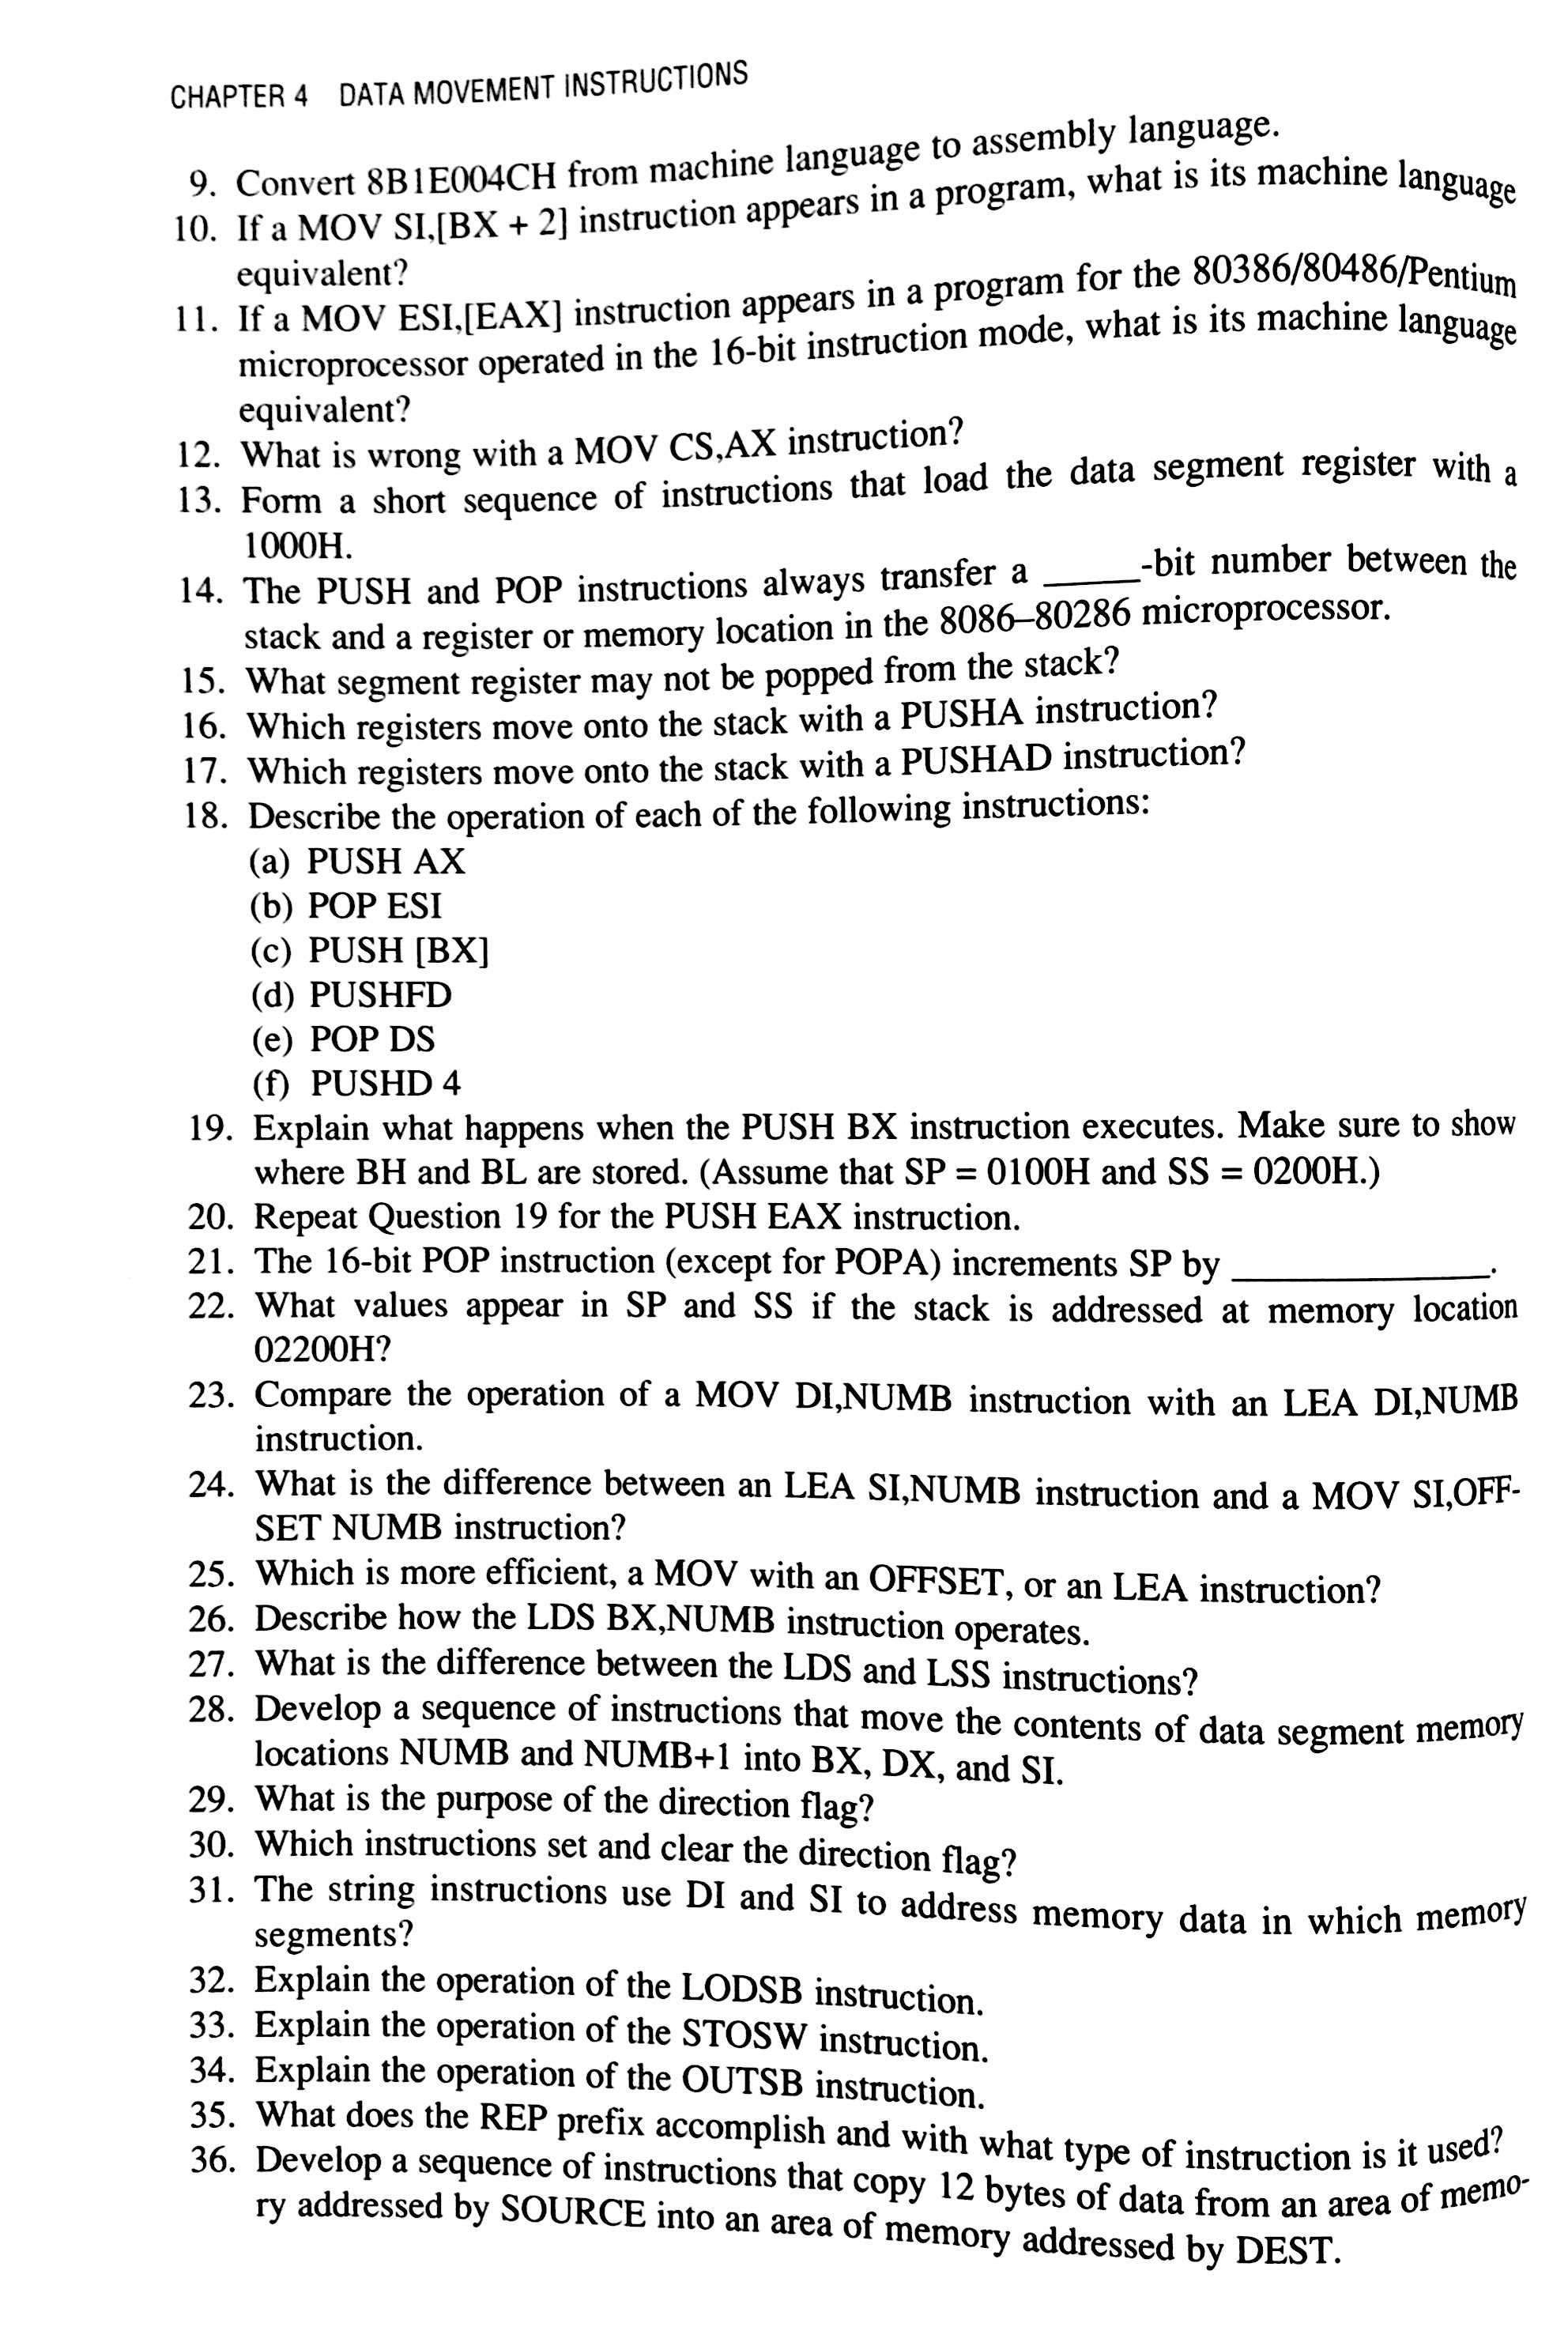 CHAPTER 4 DATA MOVEMENT INSTRUCTIONS
9. Convert 8B1E004CH from machine language to assembly language.
10. If a MOV SI,[BX + 2] instruction appears in a program, what is its machine language
equivalent?
11. If a MOV ESI,[EAX] instruction appears in a program for the 80386/80486/Pentium
microprocessor operated in the 16-bit instruction mode, what is its machine language
equivalent?
12. What is wrong with a MOV CS,AX instruction?
13. Form a short sequence of instructions that load the data segment register with a
1000H.
14. The PUSH and POP instructions always transfer a _____-bit number between the
stack and a register or memory location in the 8086–80286 microprocessor.
15. What segment register may not be popped from the stack?
16. Which registers move onto the stack with a PUSHA instruction?
17. Which registers move onto the stack with a PUSHAD instruction?
18. Describe the operation of each of the following instructions:
(a) PUSH AX
(b) POP ESI
(c) PUSH [BX]
(d) PUSHFD
(e) POP DS
(f) PUSHD 4
19. Explain what happens when the PUSH BX instruction executes. Make sure to show
where BH and BL are stored. (Assume that SP = 0100H and SS = 0200H.)
20. Repeat Question 19 for the PUSH EAX instruction.
21. The 16-bit POP instruction (except for POPA) increments SP by _____________.
22. What values appear in SP and SS if the stack is addressed at memory location
02200H?
23. Compare the operation of a MOV DI,NUMB instruction with an LEA DI,NUMB
instruction.
24. What is the difference between an LEA SI,NUMB instruction and a MOV SI,OFF-
SET NUMB instruction?
25. Which is more efficient, a MOV with an OFFSET, or an LEA instruction?
26. Describe how the LDS BX,NUMB instruction operates.
27. What is the difference between the LDS and LSS instructions?
28. Develop a sequence of instructions that move the contents of data segment memory
locations NUMB and NUMB+1 into BX, DX, and SI.
29. What is the purpose of the direction flag?
30. Which instructions set and clear the direction flag?
31. The string instructions use DI and SI to address memory data in which memory
segments?
32. Explain the operation of the LODSB instruction.
33. Explain the operation of the STOSW instruction.
34. Explain the operation of the OUTSB instruction.
35. What does the REP prefix accomplish and with what type of instruction is it used?
36. Develop a sequence of instructions that copy 12 bytes of data from an area of memo-
ry addressed by SOURCE into an area of memory addressed by DEST.